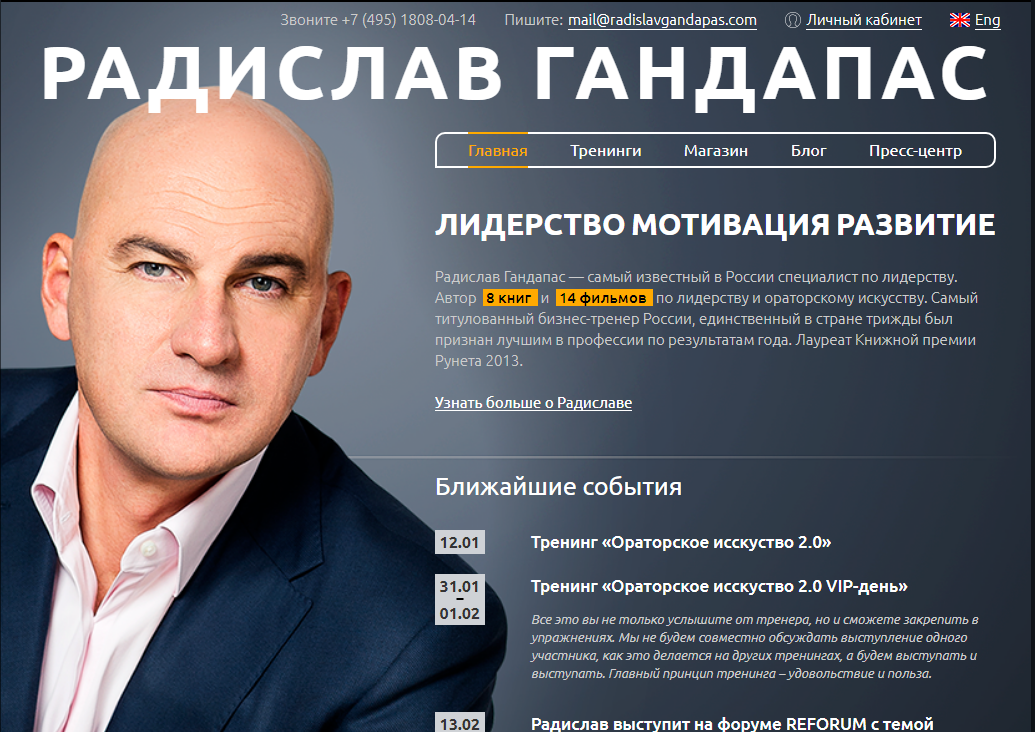 Звоните +7 (495) 1808-04-14 Пишите: mail@radislavgandapas.com Личный кабинет Eng
РАДИСЛАВ ГАНДАПАС
Главная Тренинги Магазин Блог Пресс-центр
ЛИДЕРСТВО МОТИВАЦИЯ РАЗВИТИЕ
Радислав Гандапас — самый известный в России специалист по лидерству.
Автор 8 книг и 14 фильмов по лидерству и ораторскому искусству. Самый
титулованный бизнес-тренер России, единственный в стране трижды был
признан лучшим в профессии по результатам года. Лауреат Книжной премии
Рунета 2013.
Узнать больше о Радиславе
Ближайшие события
12.01 Тренинг «Ораторское исскуство 2.0»
31.01 Тренинг «Ораторское исскуство 2.0 VIP-день»
–
01.02
Все это вы не только услышите от тренера, но и сможете закрепить в
упражнениях. Мы не будем совместно обсуждать выступление одного
участника, как это делается на других тренингах, а будем выступать и
выступать. Главный принцип тренинга – удовольствие и польза.
13.02 Радислав выступит на форуме REFORUM с темой